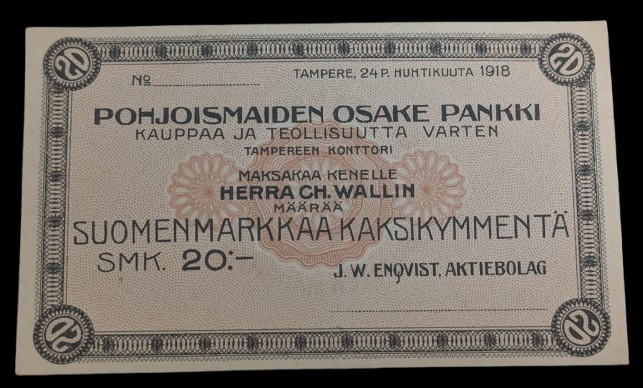 20 20
No TAMPERE, 24 P. HUHTIKUUTA 1918
POHJOISMAIDEN OSAKE PANKKI
KAUPPAA JA TEOLLISUUTTA VARTEN
TAMPEREEN KONTTORI
MAKSAKAA KENELLE
HERRA CH. WALLIN
MÄÄRÄÄ
SUOMENMARKKAA KAKSIKYMMENTÄ
SMK. 20:-
J. W. ENQVIST, AKTIEBOLAG
20 20